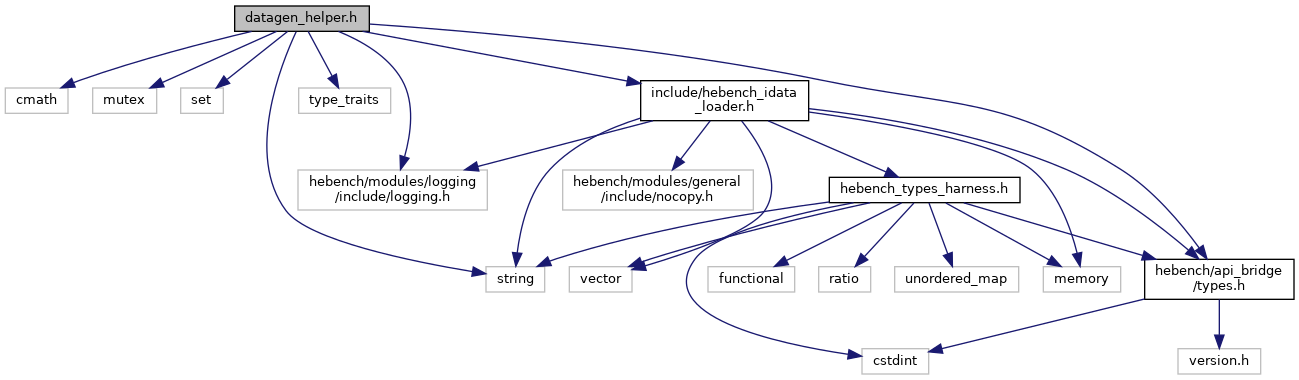 datagen_helper.h
cmath
mutex
set
type_traits
include/hebench_idata
_loader.h
hebench/modules/logging
/include/logging.h
hebench/modules/general
/include/nocopy.h
hebench_types_harness.h
string
vector
functional
ratio
unordered_map
memory
hebench/api_bridge
/types.h
cstdint
version.h